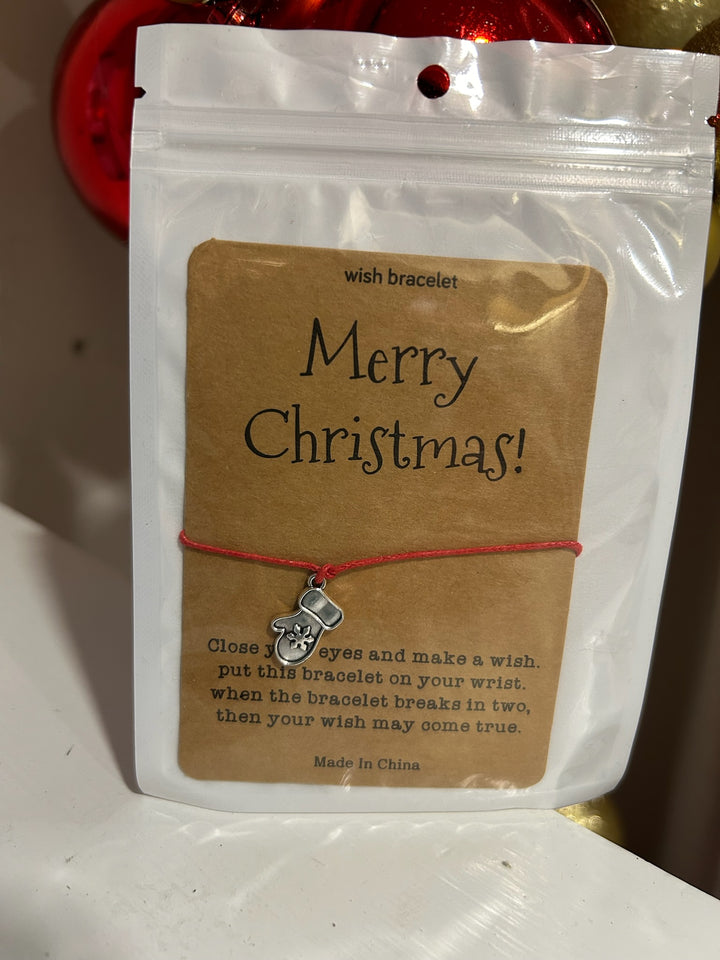 wish bracelet
Merry
Christmas!
Close y eyes and make a wish.
put this bracelet on your wrist.
when the bracelet breaks in two,
then your wish may come true.
Made In China